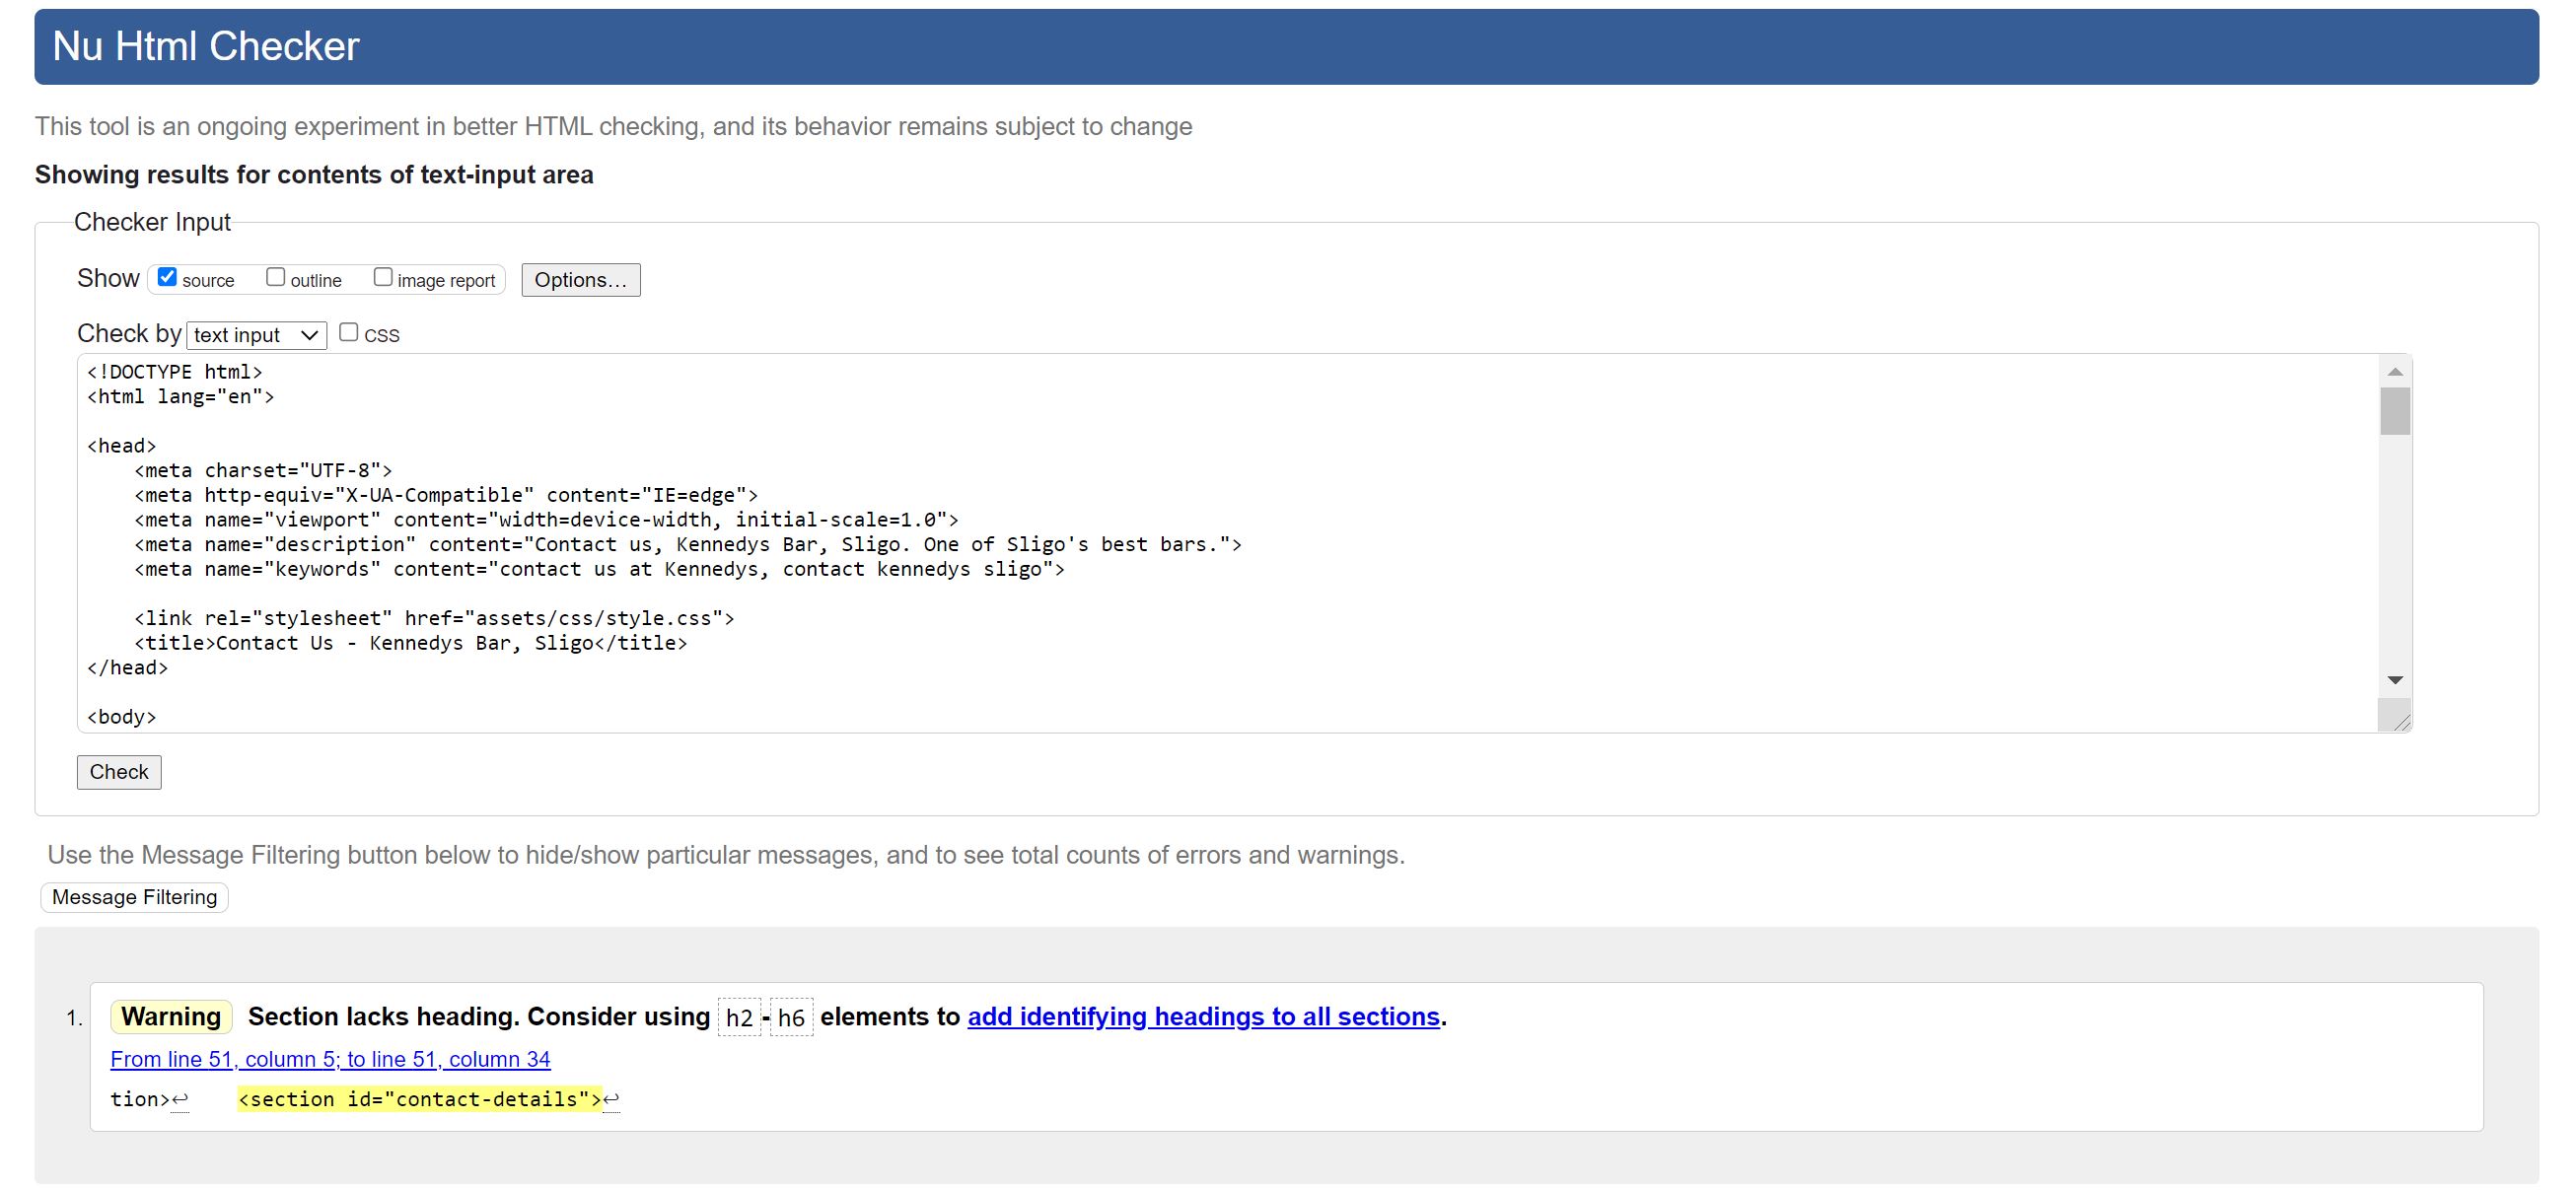 Nu Html Checker
This tool is an ongoing experiment in better HTML checking, and its behavior remains subject to change
Showing results for contents of text-input area
Checker Input
Show source outline image report Options...
Check by text input CSS
<!DOCTYPE html>
<html lang="en">
<head>
    <meta charset="UTF-8">
    <meta http-equiv="X-UA-Compatible" content="IE=edge">
    <meta name="viewport" content="width=device-width, initial-scale=1.0">
    <meta name="description" content="Contact us, Kennedys Bar, Sligo. One of Sligo's best bars.">
    <meta name="keywords" content="contact us at Kennedys, contact kennedys sligo">
    <link rel="stylesheet" href="assets/css/style.css">
    <title>Contact Us - Kennedys Bar, Sligo</title>
</head>
<body>
Check
Use the Message Filtering button below to hide/show particular messages, and to see total counts of errors and warnings.
Message Filtering
1. Warning Section lacks heading. Consider using h2-h6 elements to add identifying headings to all sections.
From line 51, column 5; to line 51, column 34
tion>↩    <section id="contact-details">↩